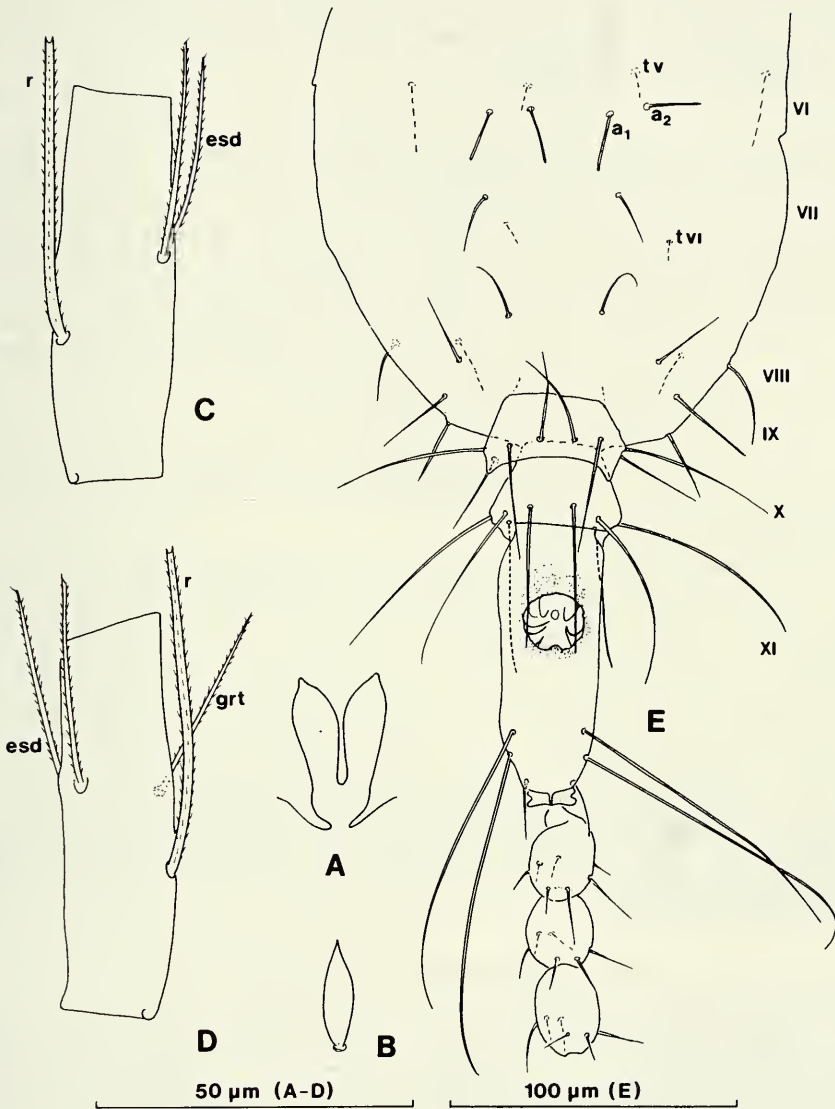 r
esd
C
tv
a2
a1
VI
VII
tVI
VIII
IX
X
XI
E
r
grt
esd
D
A
B
50 µm (A-D)
100 µm (E)